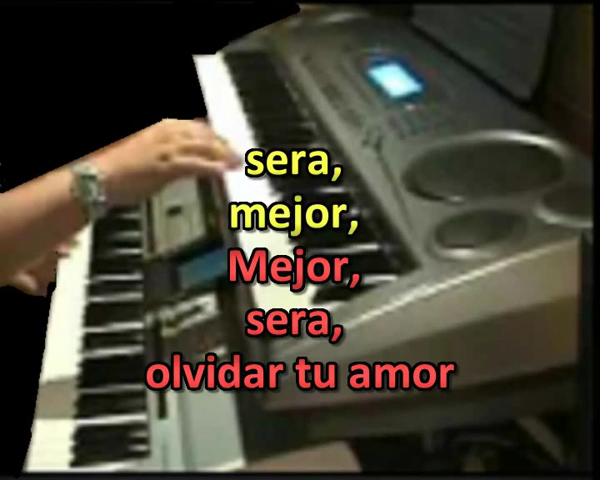 sera,
mejor,
Mejor,
sera,
olvidar tu amor